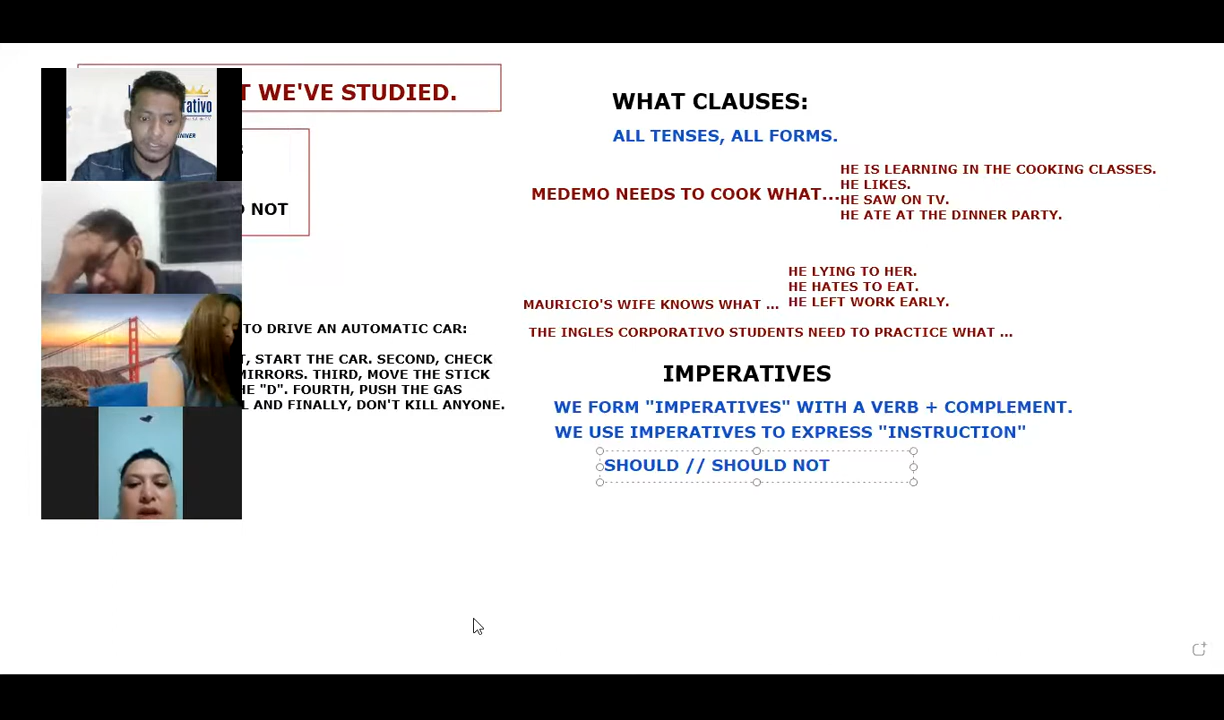 T WE'VE STUDIED.
rativo
INNER
O NOT
TO DRIVE AN AUTOMATIC CAR:
T, START THE CAR. SECOND, CHECK
MIRRORS. THIRD, MOVE THE STICK
HE "D". FOURTH, PUSH THE GAS
L AND FINALLY, DON'T KILL ANYONE.
WHAT CLAUSES:
ALL TENSES, ALL FORMS.
MEDEMO NEEDS TO COOK WHAT...
HE IS LEARNING IN THE COOKING CLASSES.
HE LIKES.
HE SAW ON TV.
HE ATE AT THE DINNER PARTY.
MAURICIO'S WIFE KNOWS WHAT ...
HE LYING TO HER.
HE HATES TO EAT.
HE LEFT WORK EARLY.
THE INGLES CORPORATIVO STUDENTS NEED TO PRACTICE WHAT ...
IMPERATIVES
WE FORM "IMPERATIVES" WITH A VERB + COMPLEMENT.
WE USE IMPERATIVES TO EXPRESS "INSTRUCTION"
SHOULD // SHOULD NOT